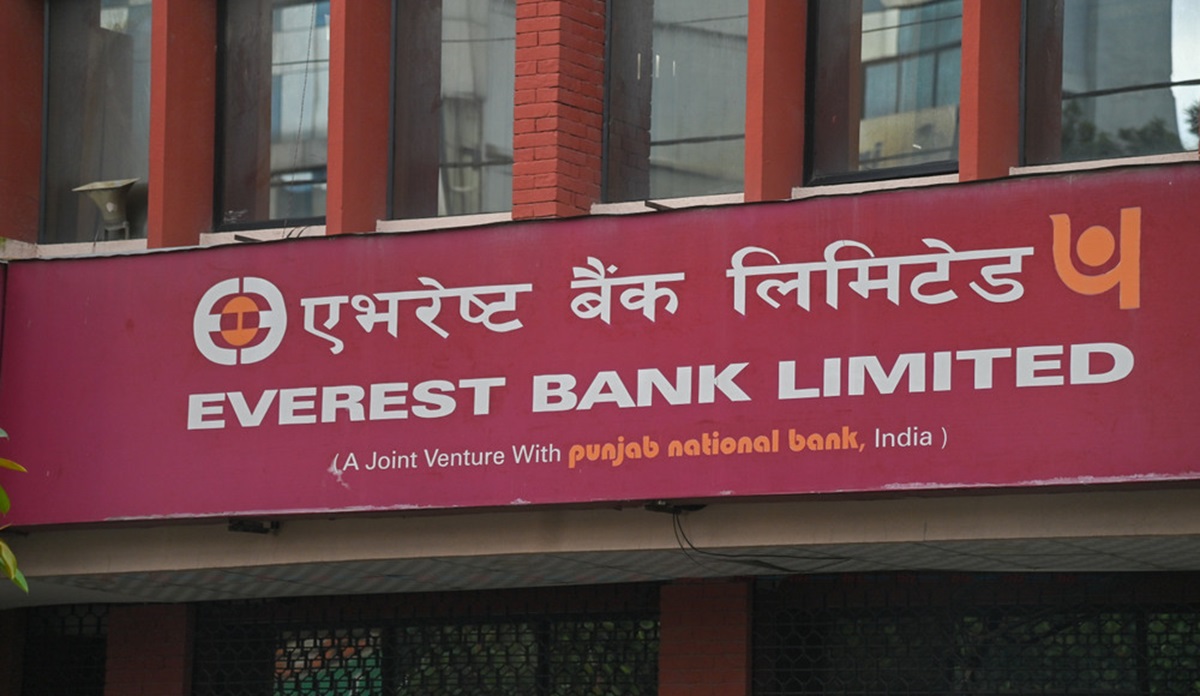 एभरेष्ट बैंक लिमिटेड
EVEREST BANK LIMITED
(A Joint Venture With punjab national bank, India )